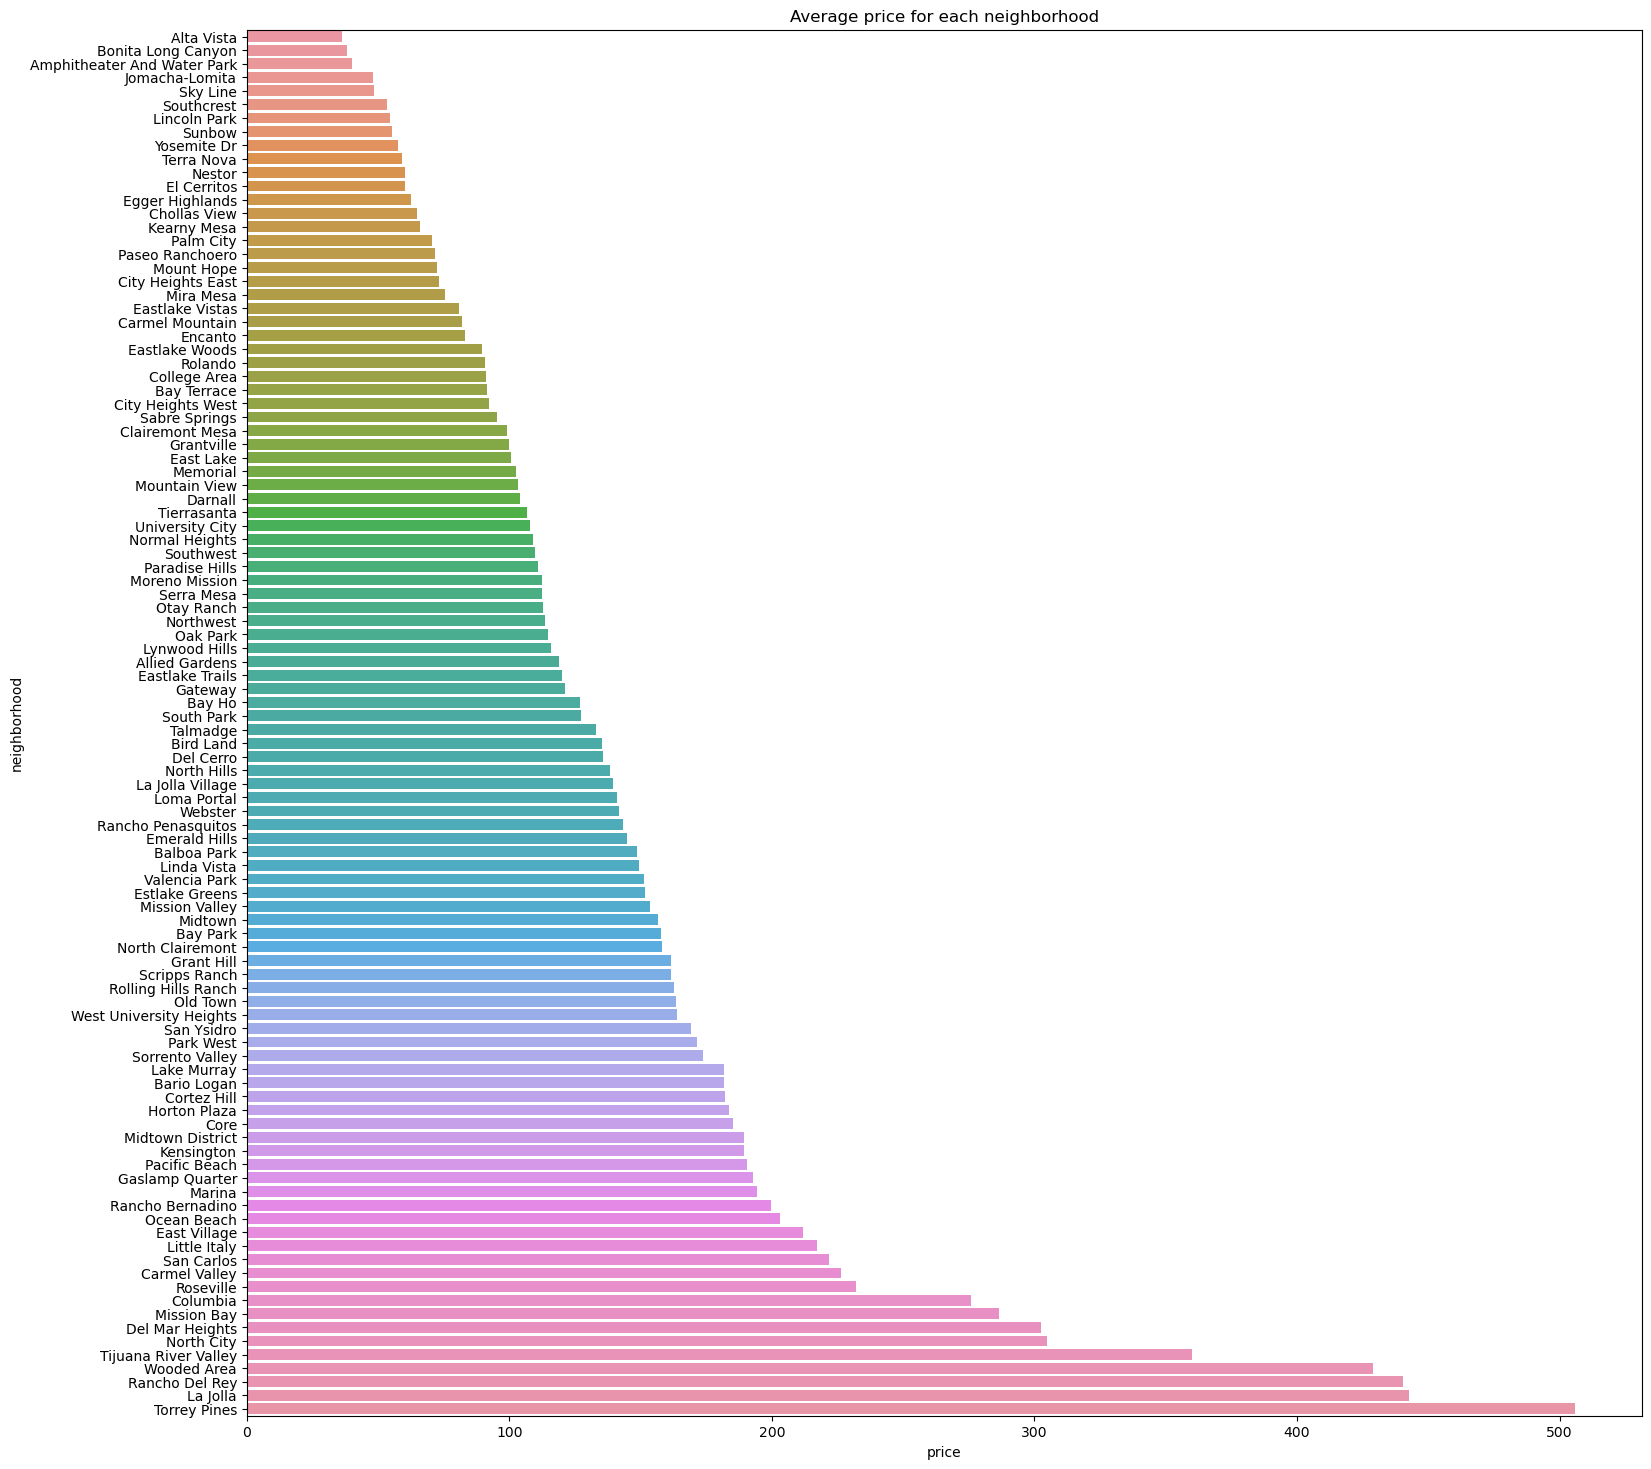 Average price for each neighborhood
Alta Vista
Bonita Long Canyon
Amphitheater And Water Park
Jomacha-Lomita
Sky Line
Southcrest
Lincoln Park
Sunbow
Yosemite Dr
Terra Nova
Nestor
El Cerritos
Egger Highlands
Chollas View
Kearny Mesa
Palm City
Paseo Ranchoero
Mount Hope
City Heights East
Mira Mesa
Eastlake Vistas
Carmel Mountain
Encanto
Eastlake Woods
Rolando
College Area
Bay Terrace
City Heights West
Sabre Springs
Clairemont Mesa
Grantville
East Lake
Memorial
Mountain View
Darnall
Tierrasanta
University City
Normal Heights
Southwest
Paradise Hills
Moreno Mission
Serra Mesa
Otay Ranch
Northwest
Oak Park
Lynwood Hills
Allied Gardens
Eastlake Trails
Gateway
Bay Ho
South Park
Talmadge
Bird Land
Del Cerro
North Hills
La Jolla Village
Loma Portal
Webster
Rancho Penasquitos
Emerald Hills
Balboa Park
Linda Vista
Valencia Park
Estlake Greens
Mission Valley
Midtown
Bay Park
North Clairemont
Grant Hill
Scripps Ranch
Rolling Hills Ranch
Old Town
West University Heights
San Ysidro
Park West
Sorrento Valley
Lake Murray
Bario Logan
Cortez Hill
Horton Plaza
Core
Midtown District
Kensington
Pacific Beach
Gaslamp Quarter
Marina
Rancho Bernadino
Ocean Beach
East Village
Little Italy
San Carlos
Carmel Valley
Roseville
Columbia
Mission Bay
Del Mar Heights
North City
Tijuana River Valley
Wooded Area
Rancho Del Rey
La Jolla
Torrey Pines
neighborhood
0 100 200 300 400 500
price